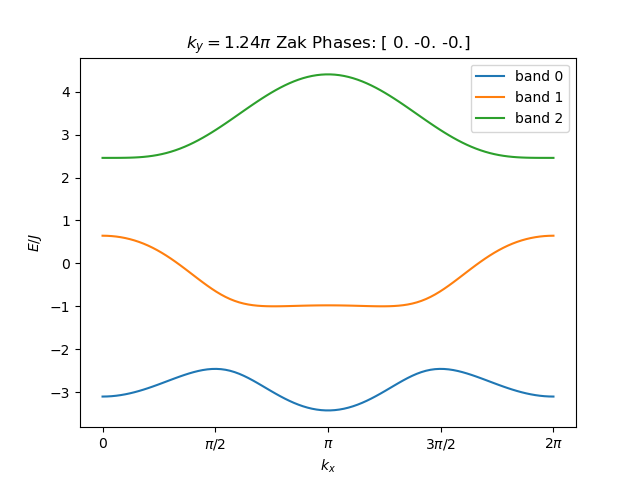 k_y = 1.24π Zak Phases: [ 0. -0. -0.]
band 0
band 1
band 2
E/J
4
3
2
1
0
−1
−2
−3
0 π/2 π 3π/2 2π
k_x